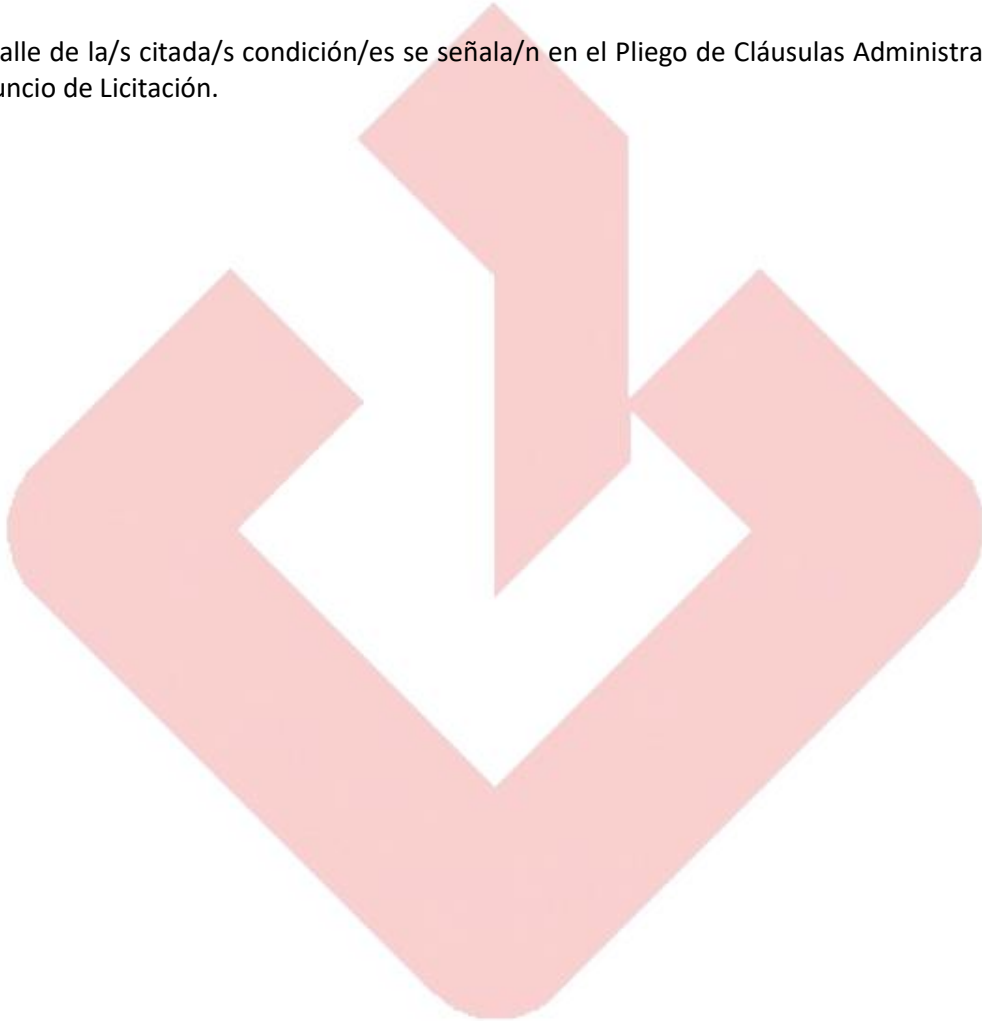 alle de la/s citada/s condición/es se señala/n en el Pliego de Cláusulas Administra
uncio de Licitación.